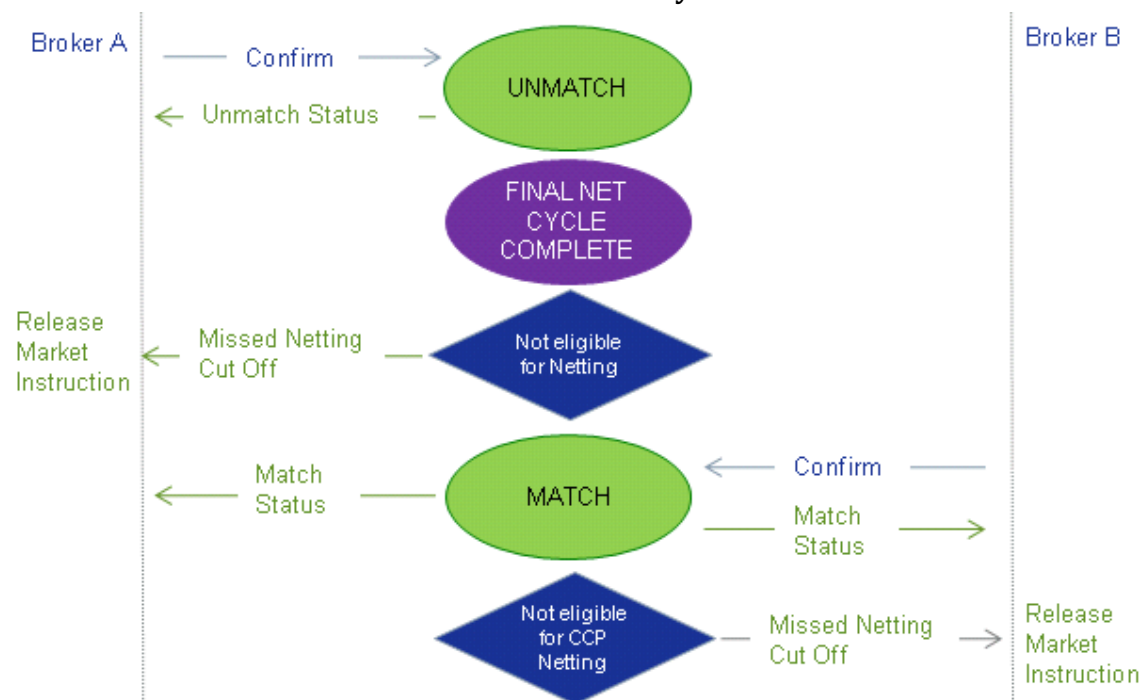 Broker A
Broker B
Confirm
UNMATCH
Unmatch Status
FINAL NET
CYCLE
COMPLETE
Release
Market
Instruction
Missed Netting
Cut Off
Not eligible
for Netting
Match
Status
MATCH
Confirm
Match
Status
Not eligible
for CCP
Netting
Missed Netting
Cut Off
Release
Market
Instruction